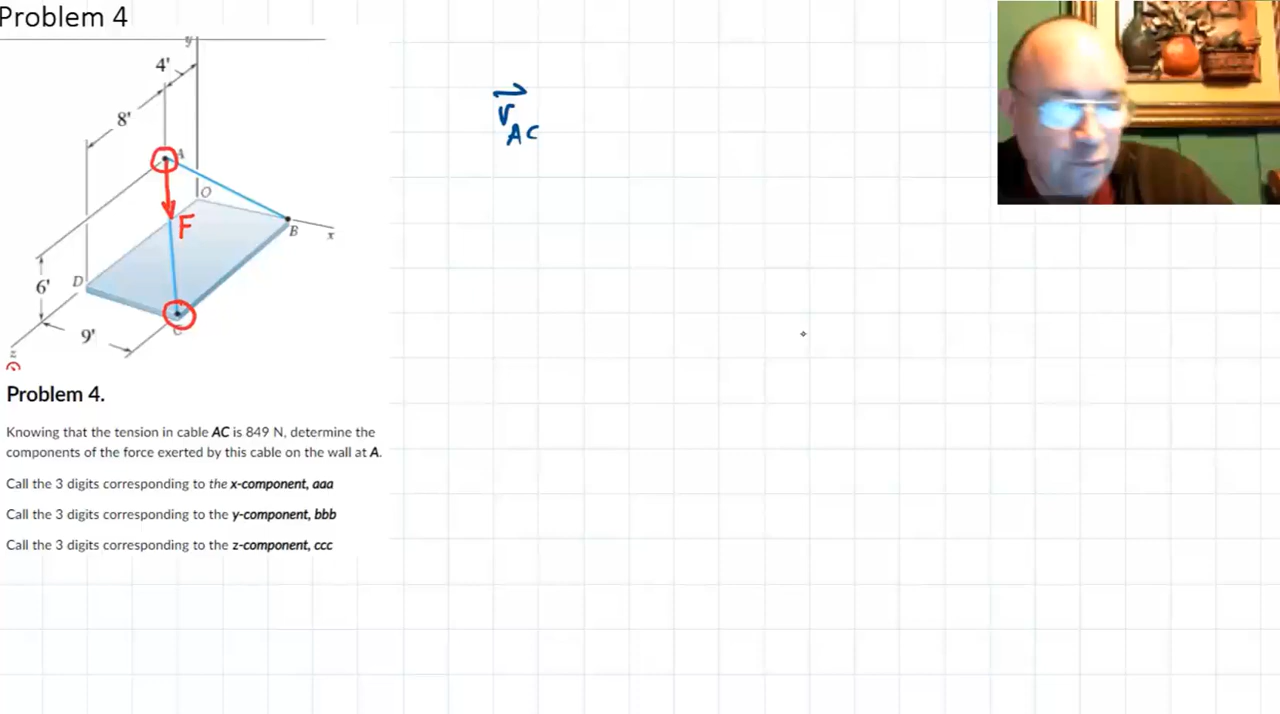 Problem 4
y
4'
8'
A
O
F
B
x
D
6'
C
9'
z
r
AC
Problem 4.
Knowing that the tension in cable AC is 849 N, determine the
components of the force exerted by this cable on the wall at A.
Call the 3 digits corresponding to the x-component, aaa
Call the 3 digits corresponding to the y-component, bbb
Call the 3 digits corresponding to the z-component, ccc